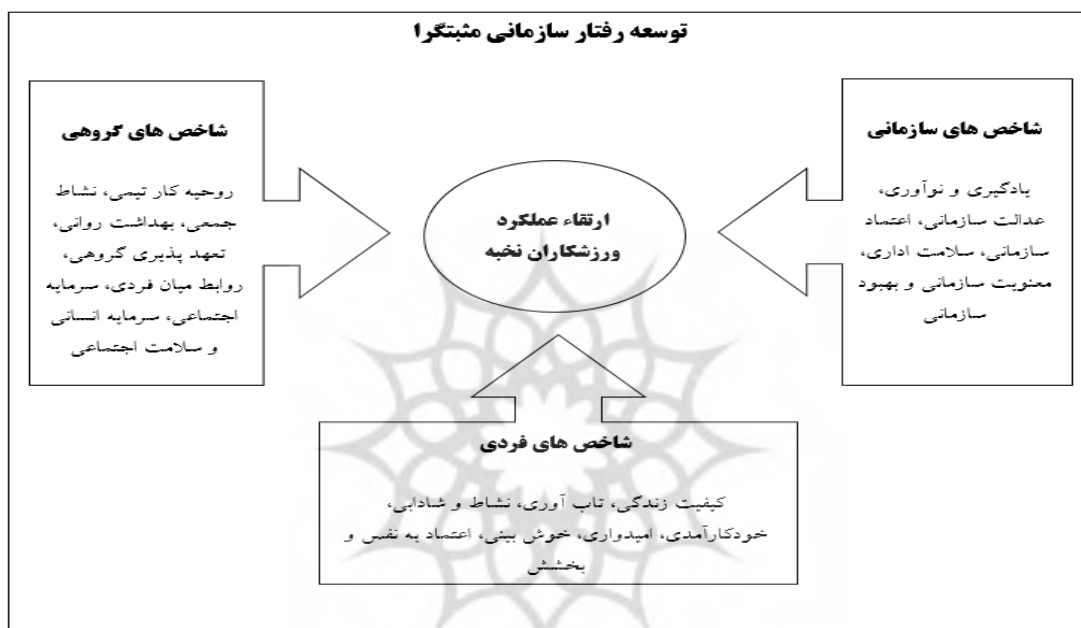 توسعه رفتار سازمانی مثبتگرا
شاخص های سازمانی
یادگیری و نوآوری،
عدالت سازمانی، اعتماد
سازمانی، سلامت اداری،
معنویت سازمانی و بهبود
سازمانی
ارتقاء عملکرد
ورزشکاران نخبه
شاخص های گروهی
روحیه کار تیمی، نشاط
جمعی، بهداشت روانی،
تعهد پذیری گروهی،
روابط میان فردی، سرمایه
اجتماعی، سرمایه انسانی
و سلامت اجتماعی
شاخص های فردی
کیفیت زندگی، تاب آوری، نشاط و شادابی،
خودکارآمدی، امیدواری، خوش بینی، اعتماد به نفس و
بخشش